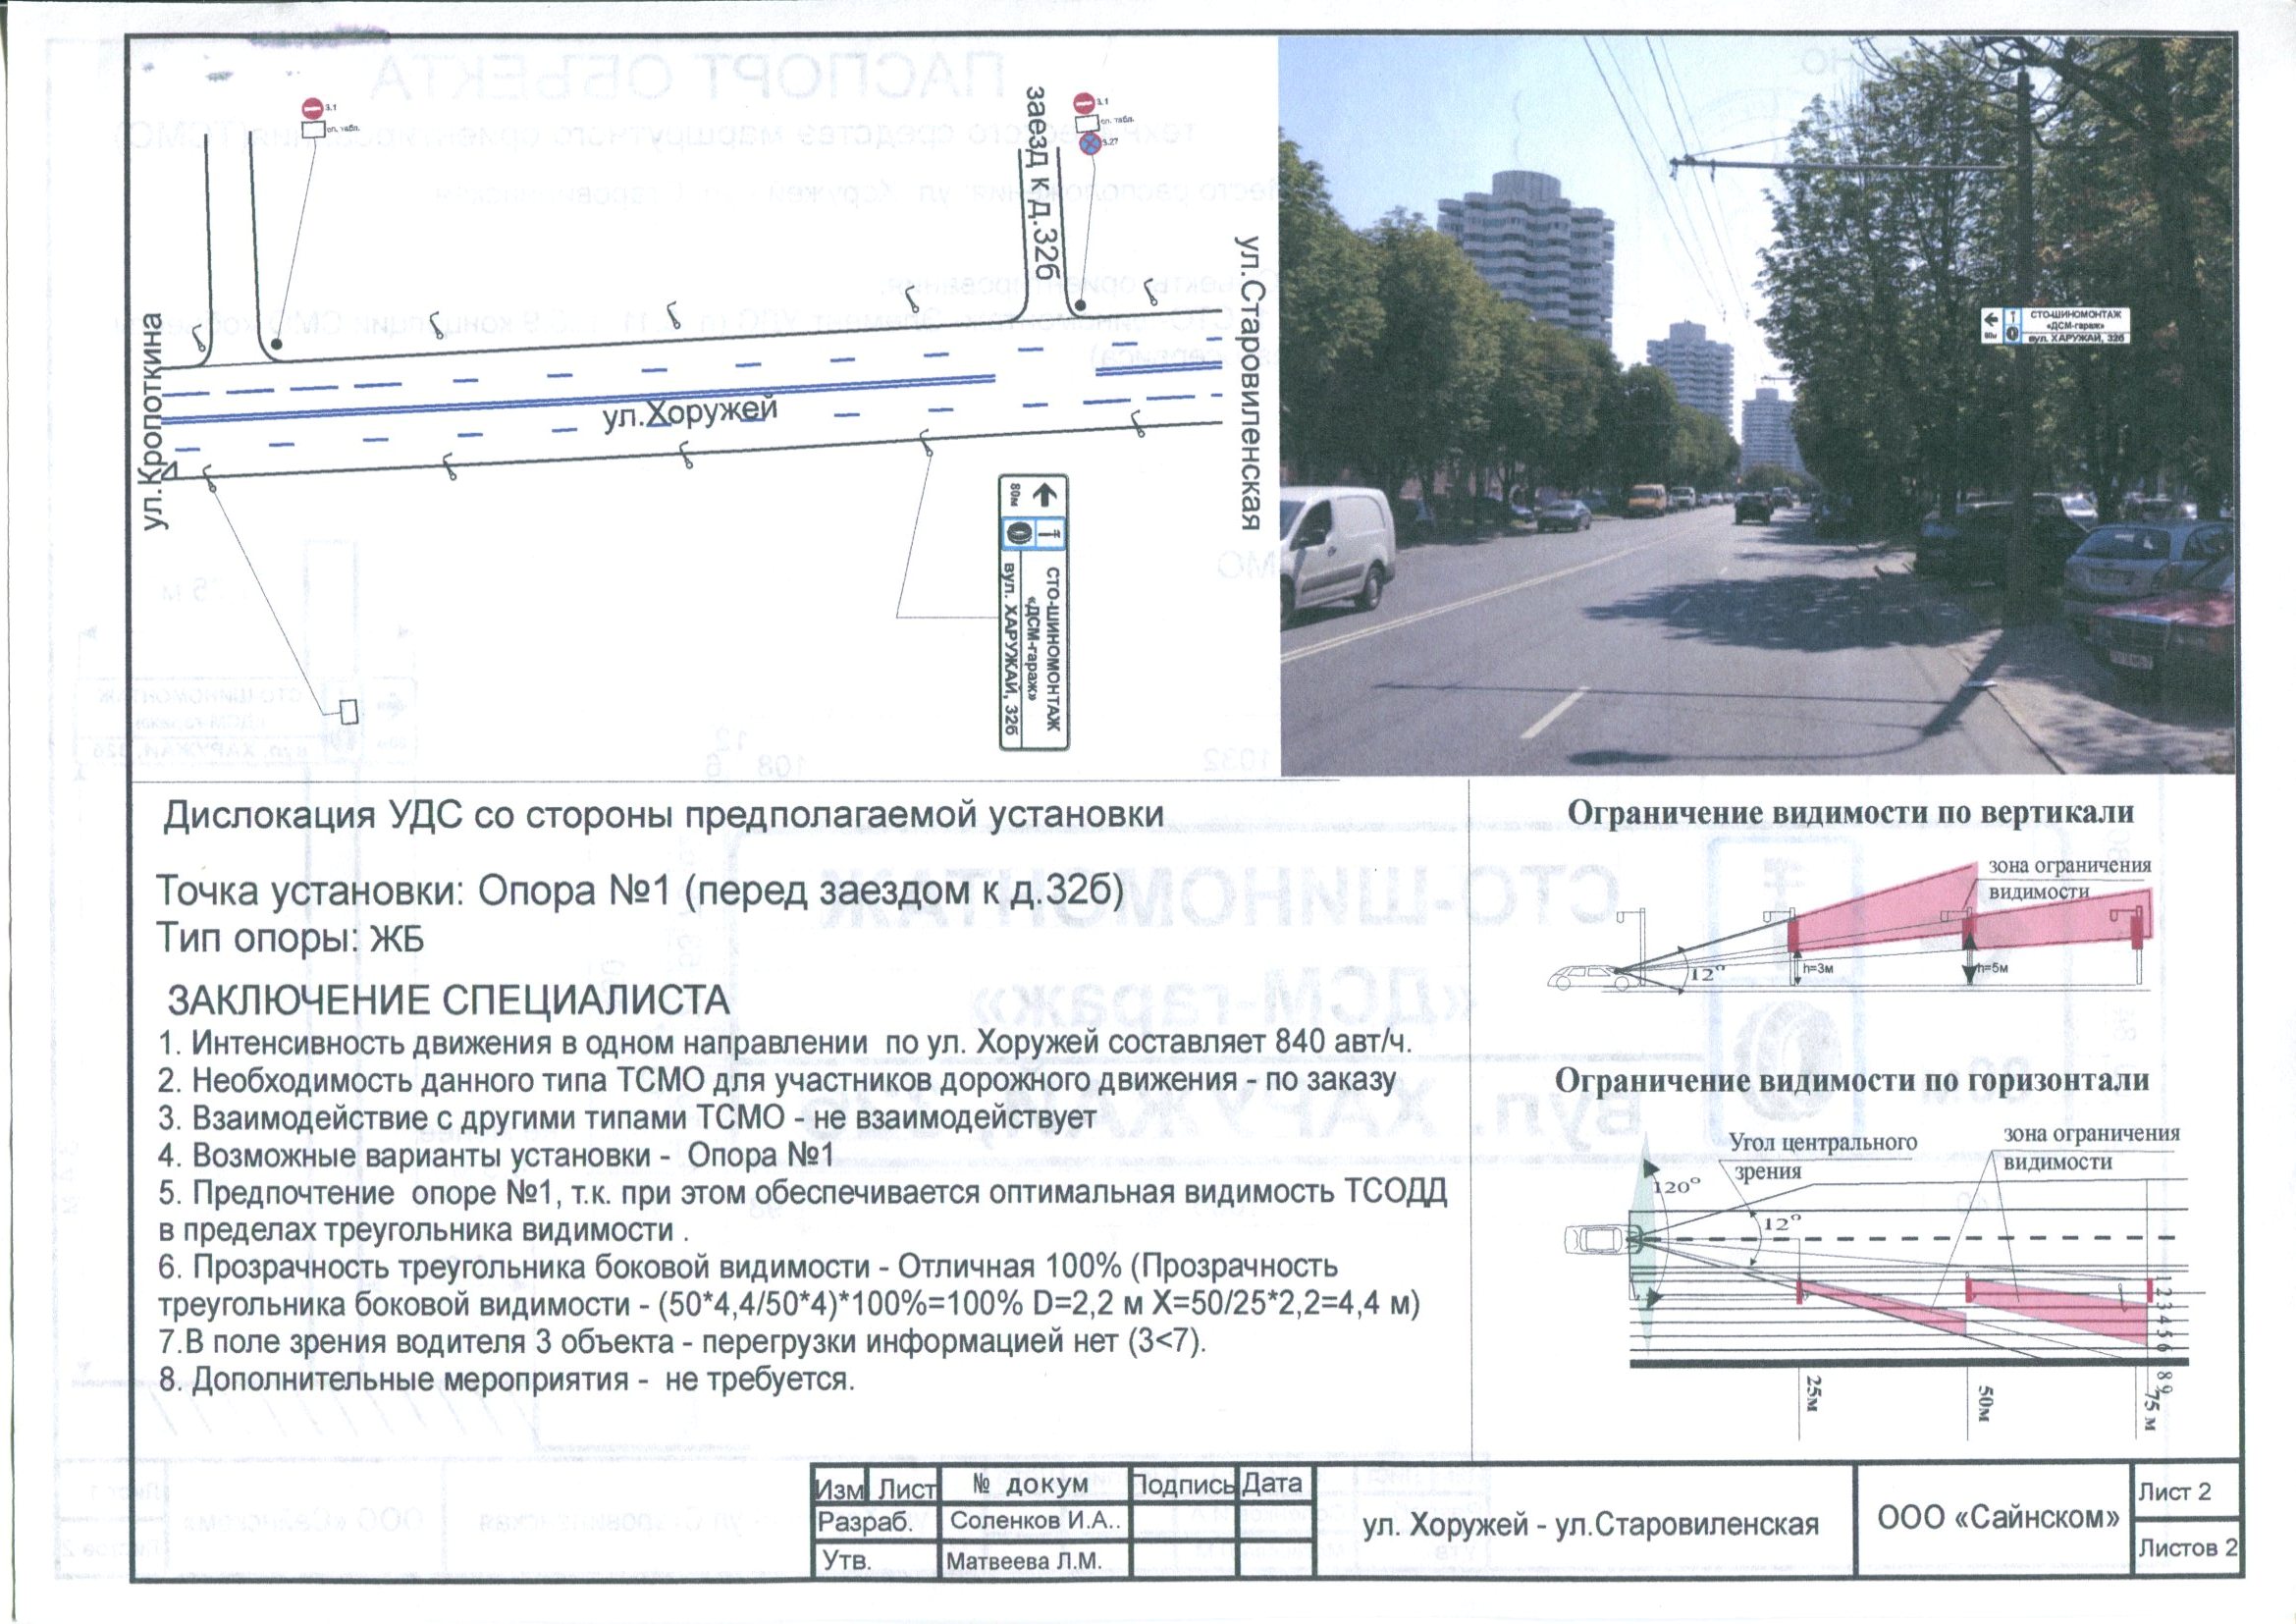 3.1
сп. табл.
3.1
сп. табл.
3.27
заезд к д.32б
ул.Старовиленская
ул.Кропоткина
ул.Хоружей
80м
СТО-ШИНОМОНТАЖ
«ДСМ-гараж»
вул. ХАРУЖАЙ, 32б
СТО-ШИНОМОНТАЖ
«ДСМ-гараж»
80м
вул. ХАРУЖАЙ, 32б
Дислокация УДС со стороны предполагаемой установки
Точка установки: Опора №1 (перед заездом к д.32б)
Тип опоры: ЖБ
ЗАКЛЮЧЕНИЕ СПЕЦИАЛИСТА
1. Интенсивность движения в одном направлении по ул. Хоружей составляет 840 авт/ч.
2. Необходимость данного типа ТСМО для участников дорожного движения - по заказу
3. Взаимодействие с другими типами ТСМО - не взаимодействует
4. Возможные варианты установки - Опора №1
5. Предпочтение опоре №1, т.к. при этом обеспечивается оптимальная видимость ТСОДД
в пределах треугольника видимости .
6. Прозрачность треугольника боковой видимости - Отличная 100% (Прозрачность
треугольника боковой видимости - (50*4,4/50*4)*100%=100% D=2,2 м X=50/25*2,2=4,4 м)
7.В поле зрения водителя 3 объекта - перегрузки информацией нет (3<7).
8. Дополнительные мероприятия - не требуется.
Ограничение видимости по вертикали
зона ограничения
видимости
12°
h=3м
h=5м
Ограничение видимости по горизонтали
Угол центрального
зрения
зона ограничения
видимости
120°
12°
1 2 3 4 5 6 8 9
25м
50м
75 м
Изм Лист № докум Подпись Дата
Разраб. Соленков И.А..
Утв. Матвеева Л.М.
ул. Хоружей - ул.Старовиленская
ООО «Сайнском»
Лист 2
Листов 2